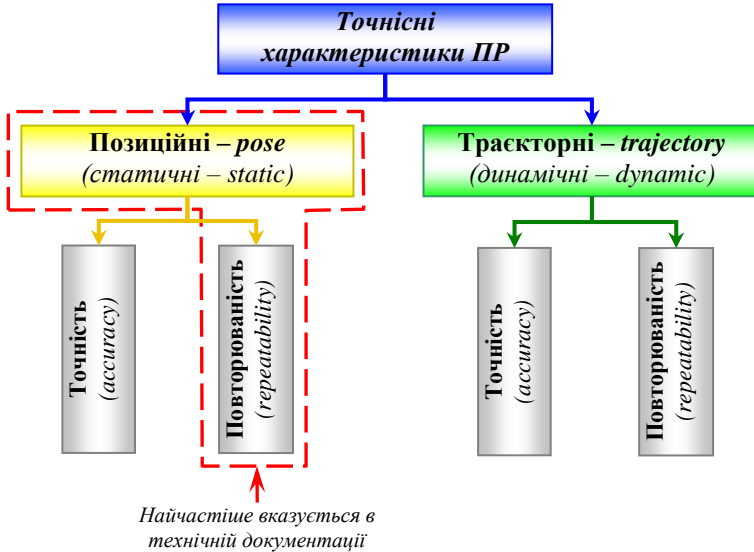 Точнісні
характеристики ПР
Позиційні – pose
(статичні – static)
Траєкторні – trajectory
(динамічні – dynamic)
Точність
(accuracy)
Повторюваність
(repeatability)
Точність
(accuracy)
Повторюваність
(repeatability)
Найчастіше вказується в
технічній документації